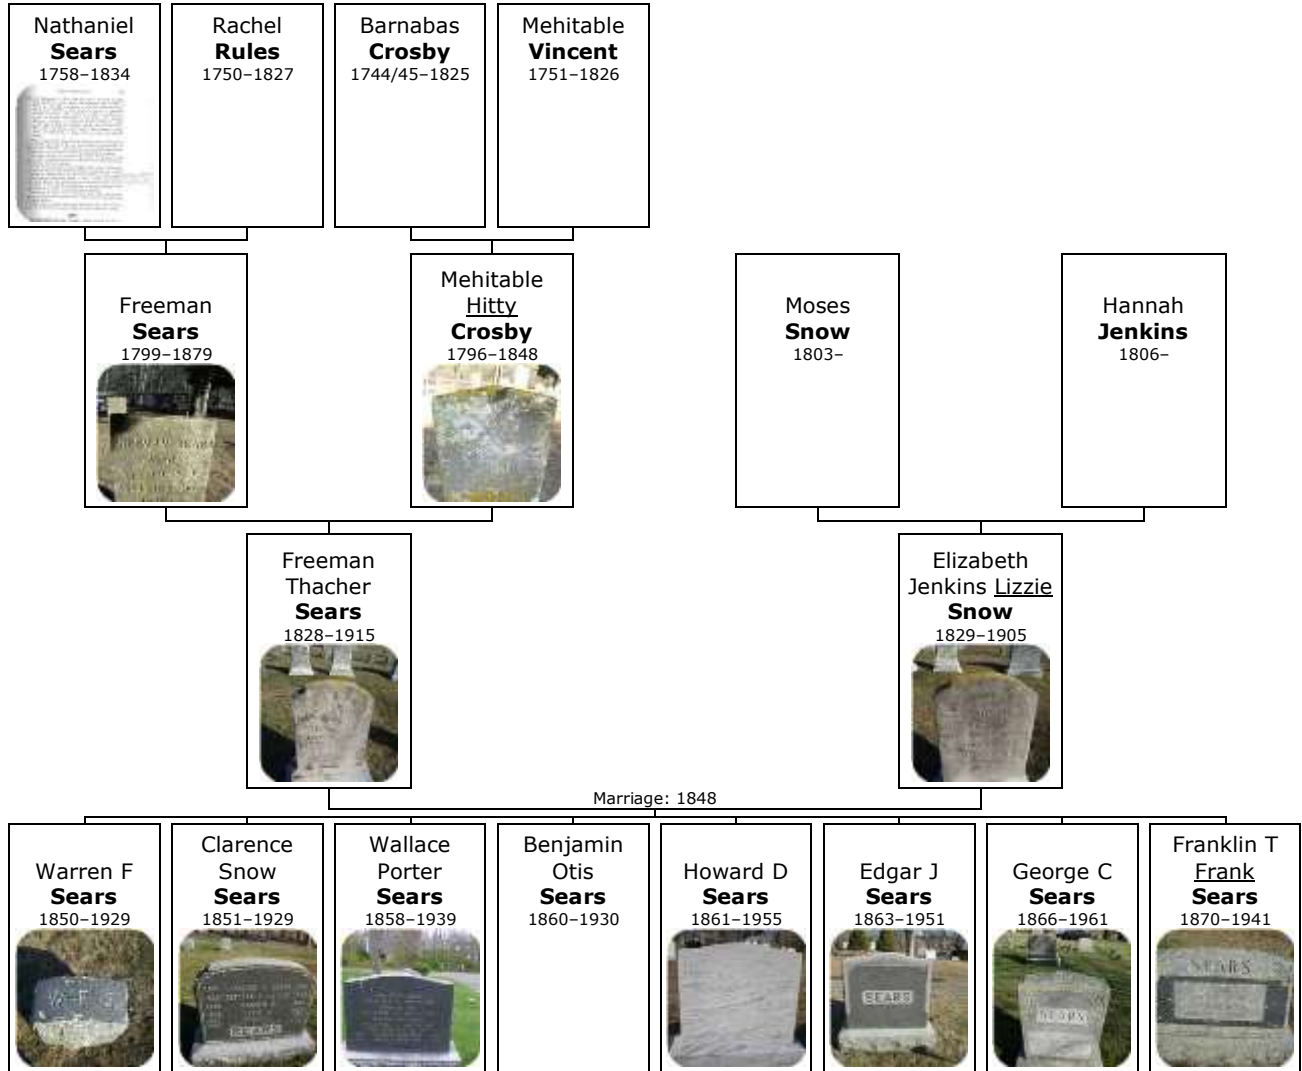 Nathaniel
Sears
1758–1834
Rachel
Rules
1750–1827
Barnabas
Crosby
1744/45–1825
Mehitable
Vincent
1751–1826
Freeman
Sears
1799–1879
Mehitable
Hitty
Crosby
1796–1848
Moses
Snow
1803–
Hannah
Jenkins
1806–
Freeman
Thacher
Sears
1828–1915
Elizabeth
Jenkins Lizzie
Snow
1829–1905
Marriage: 1848
Warren F
Sears
1850–1929
W F S
Clarence
Snow
Sears
1851–1929
SEARS
Wallace
Porter
Sears
1858–1939
Benjamin
Otis
Sears
1860–1930
Howard D
Sears
1861–1955
Edgar J
Sears
1863–1951
SEARS
George C
Sears
1866–1961
SEARS
Franklin T
Frank
Sears
1870–1941
SEARS